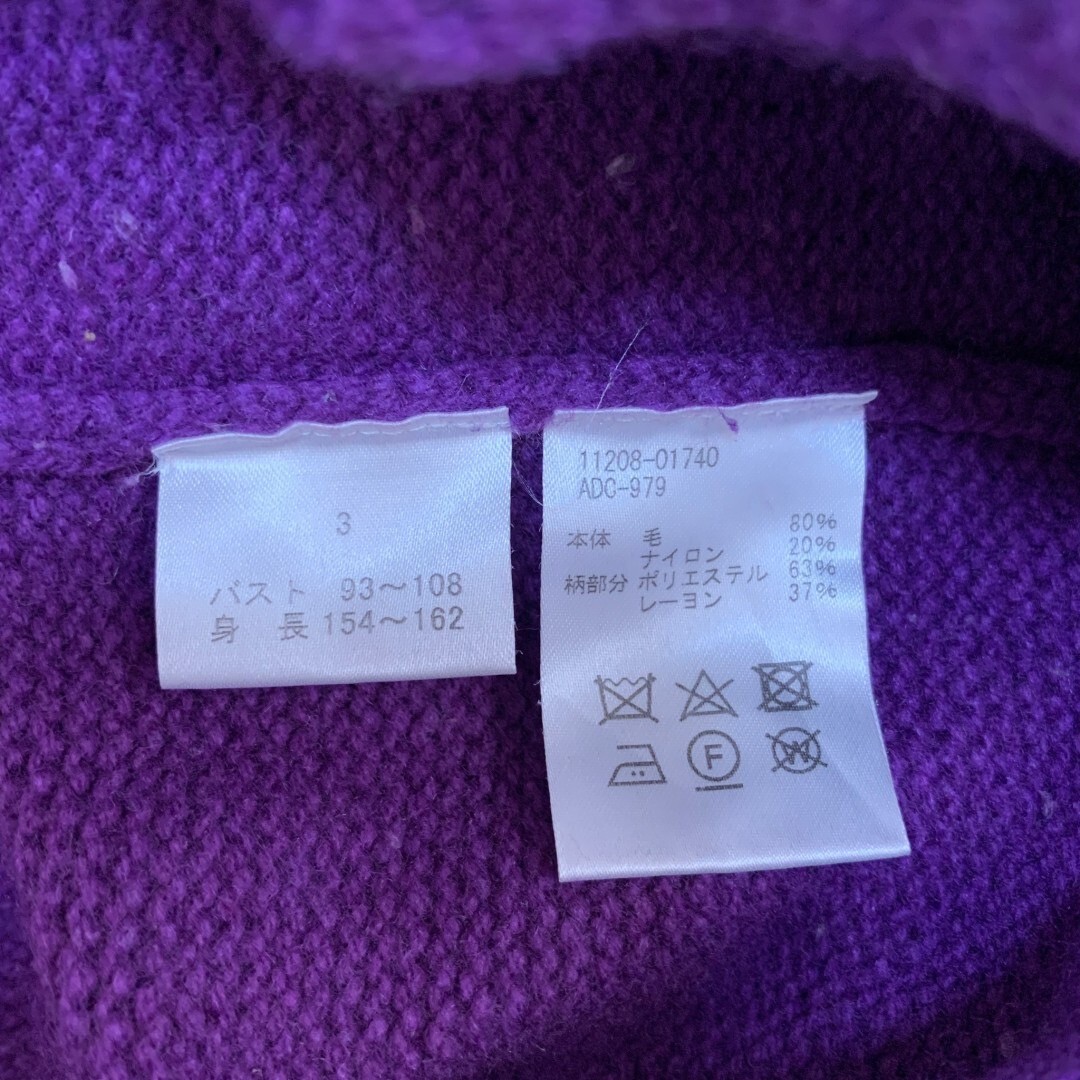 3
バスト 93～108
身 長 154～162
11208-01740
ADC-979
本体 毛 80%
ナイロン 20%
柄部分 ポリエステル 63%
レーヨン 37%
F
W